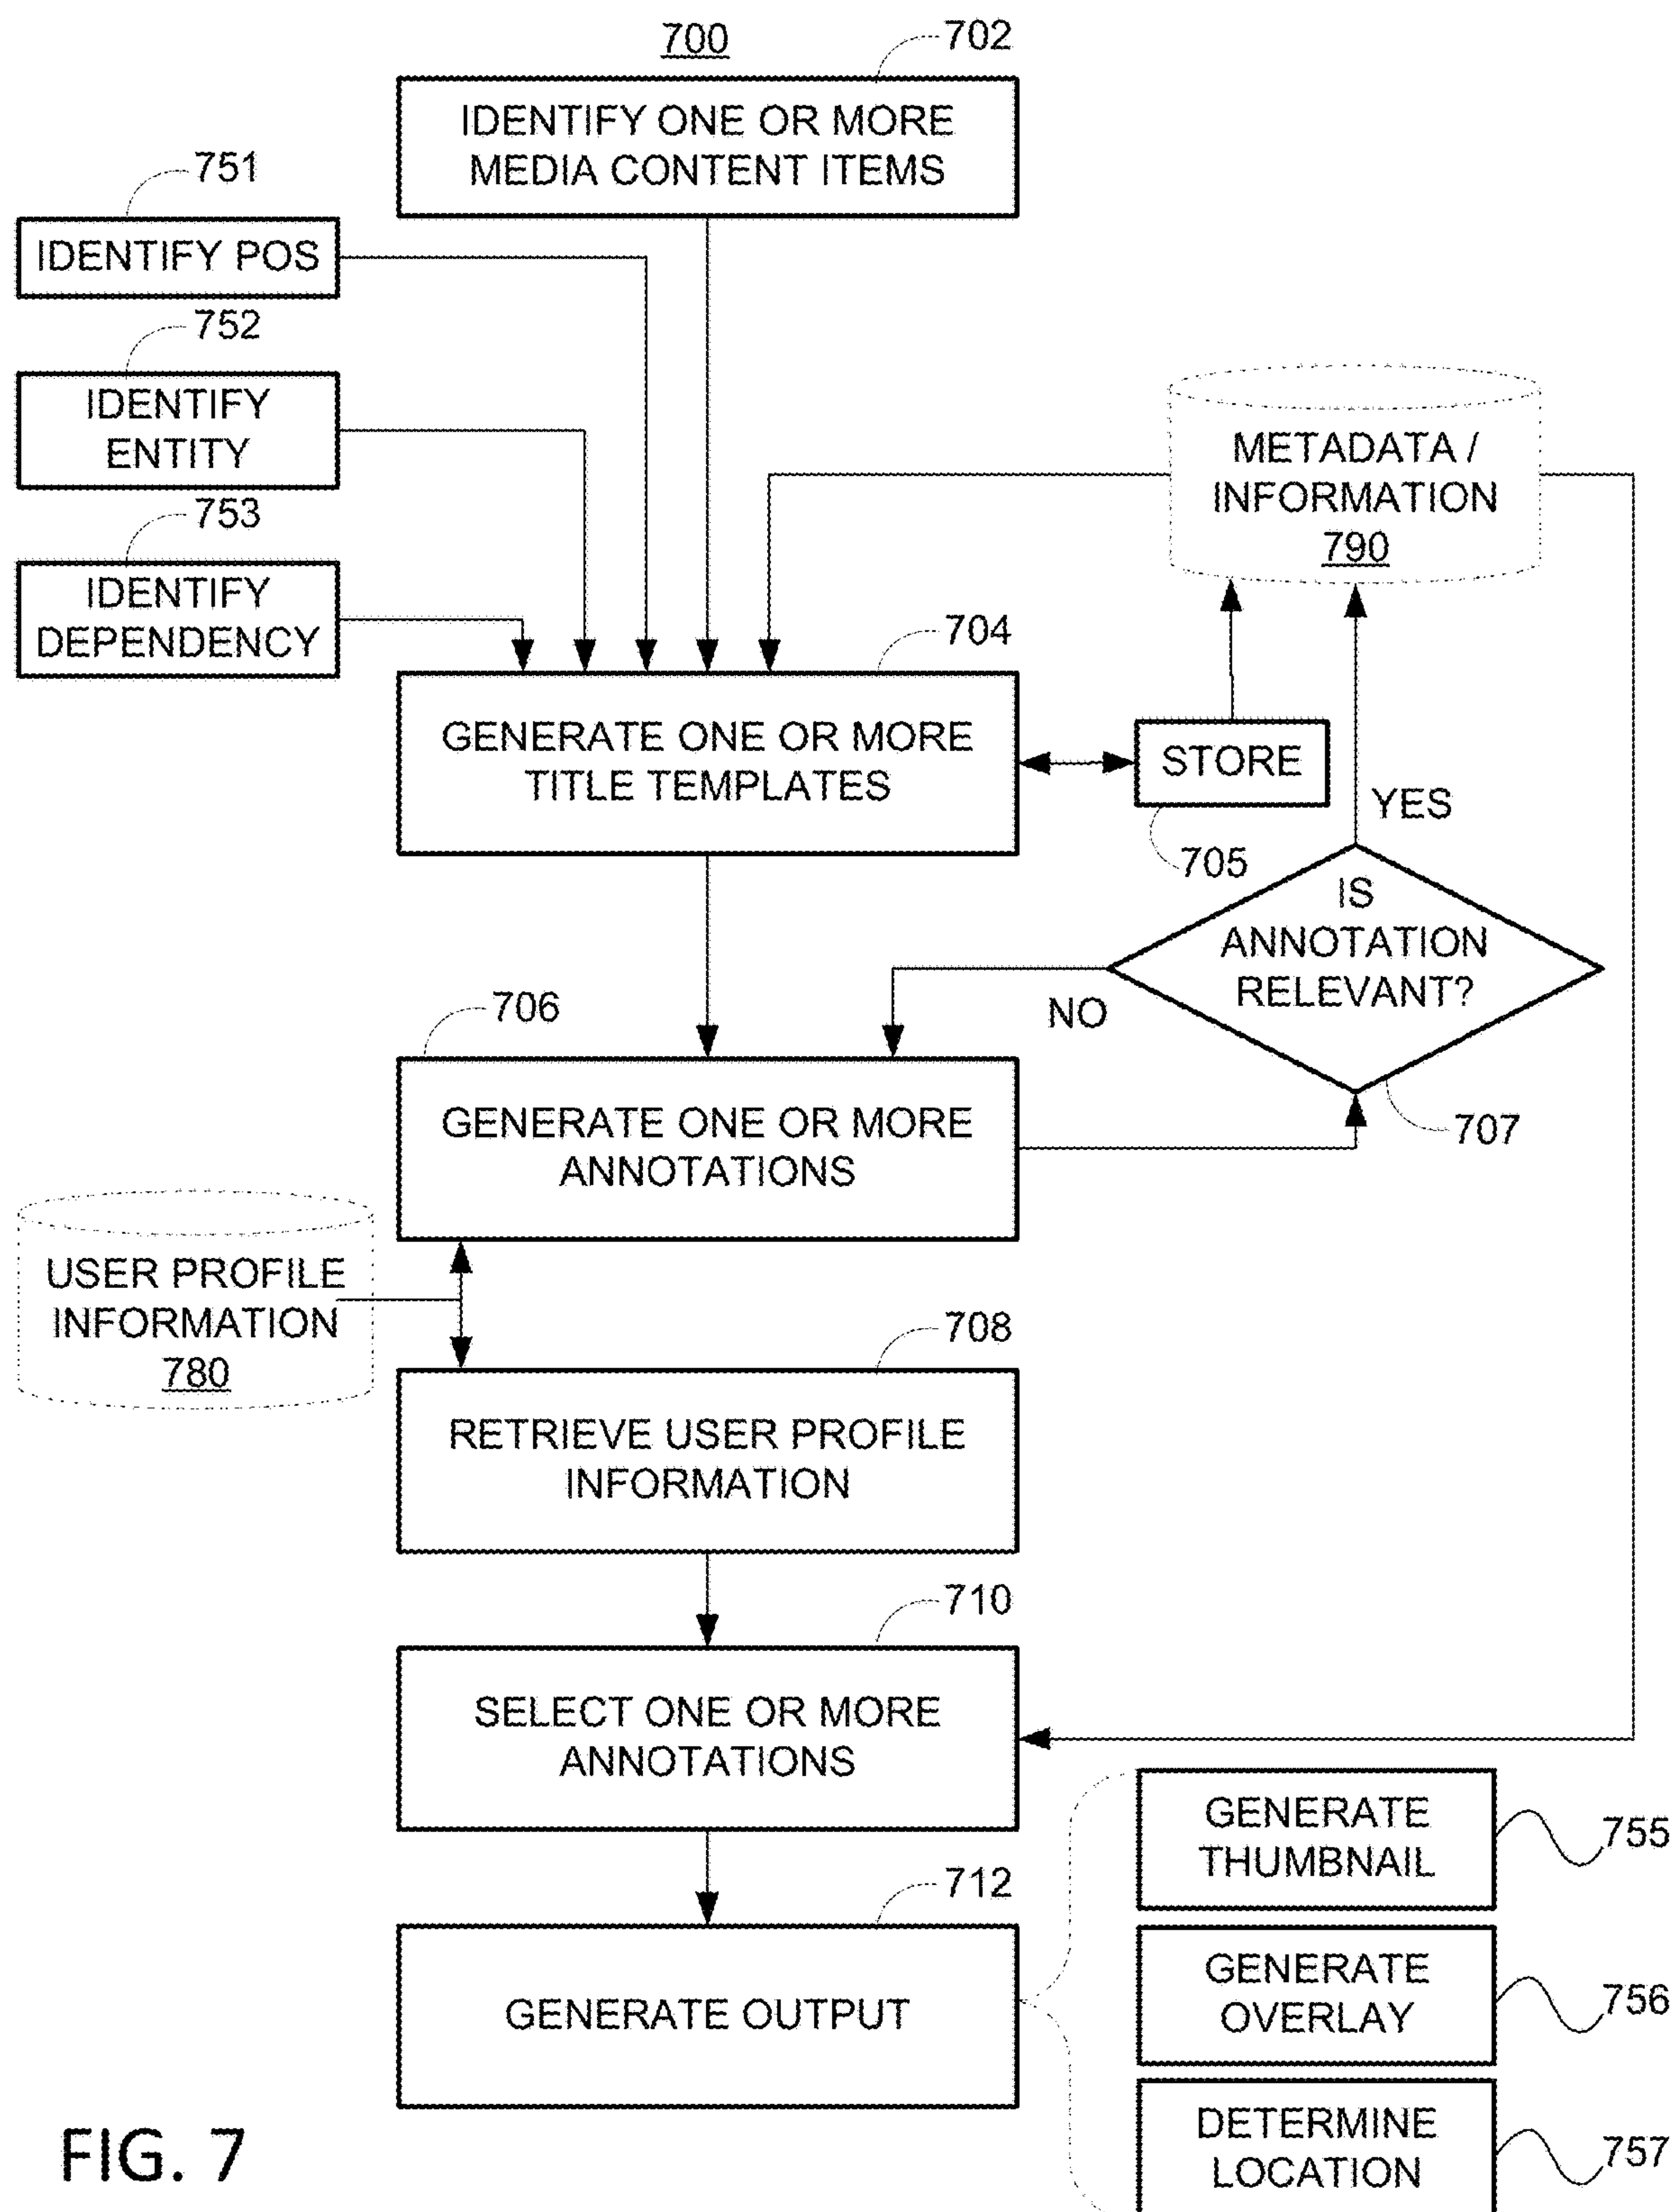 700
702
IDENTIFY ONE OR MORE
MEDIA CONTENT ITEMS
751
IDENTIFY POS
752
IDENTIFY
ENTITY
753
IDENTIFY
DEPENDENCY
METADATA /
INFORMATION
790
704
GENERATE ONE OR MORE
TITLE TEMPLATES
STORE
705
YES
IS
ANNOTATION
RELEVANT?
NO
707
706
GENERATE ONE OR MORE
ANNOTATIONS
USER PROFILE
INFORMATION
780
708
RETRIEVE USER PROFILE
INFORMATION
710
SELECT ONE OR MORE
ANNOTATIONS
712
GENERATE OUTPUT
GENERATE
THUMBNAIL
755
GENERATE
OVERLAY
756
DETERMINE
LOCATION
757
FIG. 7